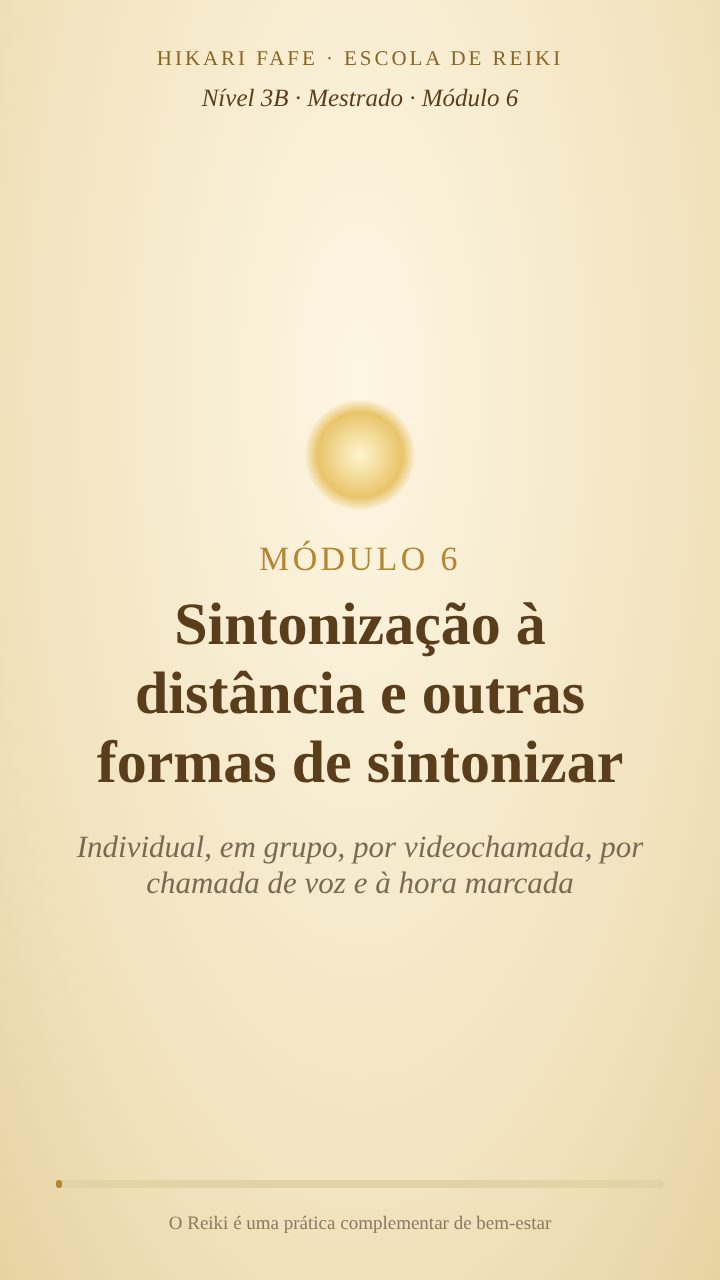 HIKARI FAFE · ESCOLA DE REIKI
Nível 3B · Mestrado · Módulo 6
MÓDULO 6
Sintonização à
distância e outras
formas de sintonizar
Individual, em grupo, por videochamada, por
chamada de voz e à hora marcada
O Reiki é uma prática complementar de bem-estar